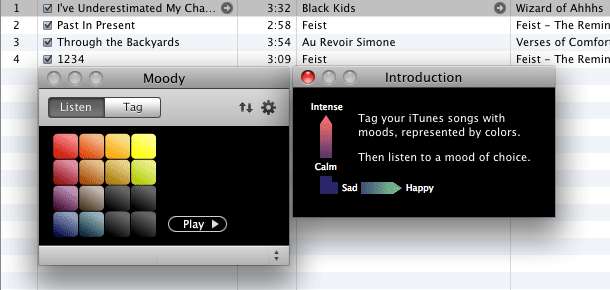 1 I've Underestimated My Cha... 3:32 Black Kids Wizard of Ahhhs
2 Past In Present 2:58 Feist Feist - The Remin
3 Through the Backyards 3:54 Au Revoir Simone Verses of Comfor
4 1234 3:09 Feist Feist - The Remin
Moody
Listen Tag
Play
Introduction
Intense
Tag your iTunes songs with
moods, represented by colors.
Then listen to a mood of choice.
Calm
Sad Happy